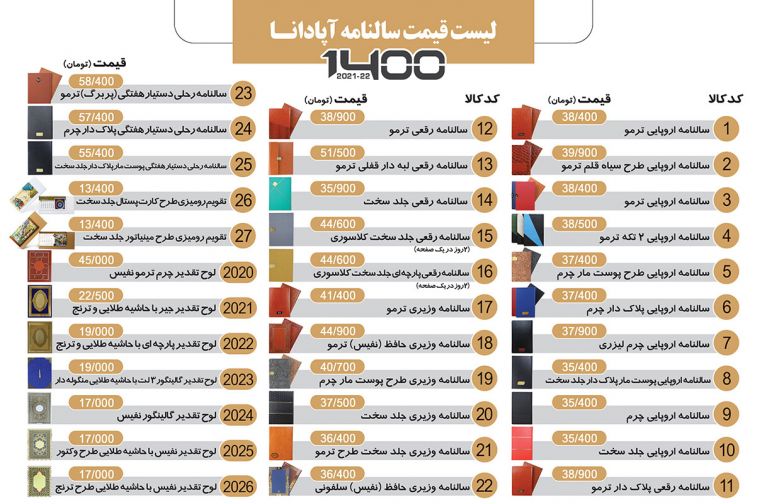 لیست قیمت سالنامه آپادانا
1400
2021-22
کد کالا
قیمت (تومان)
38/400
1 سالنامه اروپایی ترمو
39/900
2 سالنامه اروپایی طرح سیاه قلم ترمو
38/400
3 سالنامه اروپایی ترمو
38/500
4 سالنامه اروپایی ۲ تکه ترمو
37/400
5 سالنامه اروپایی طرح پوست مار چرم
37/400
6 سالنامه اروپایی پلاک دار چرم
37/900
7 سالنامه اروپایی چرم لیزری
35/400
8 سالنامه اروپایی پوست مار پلاک دار جلد سخت
35/400
9 سالنامه اروپایی چرم
35/400
10 سالنامه اروپایی جلد سخت
38/900
11 سالنامه رقعی پلاک دار ترمو
کد کالا
قیمت (تومان)
38/900
12 سالنامه رقعی ترمو
51/500
13 سالنامه رقعی لبه دار قفلی ترمو
35/900
14 سالنامه رقعی جلد سخت
44/600
15 سالنامه رقعی جلد سخت کلاسوری
(۲روز در یک صفحه)
44/600
16 سالنامه رقعی پارچه ای جلد سخت کلاسوری
(۲روز در یک صفحه)
41/400
17 سالنامه وزیری ترمو
44/900
18 سالنامه وزیری حافظ (نفیس) ترمو
40/700
19 سالنامه وزیری طرح پوست مار چرم
37/500
20 سالنامه وزیری جلد سخت
36/400
21 سالنامه وزیری جلد سخت طرح ترمو
36/400
22 سالنامه وزیری حافظ (نفیس) سلفونی
قیمت (تومان)
58/400
23 سالنامه رحلی دستیار هفتگی (پر برگ) ترمو
57/400
24 سالنامه رحلی دستیار هفتگی پلاک دار چرم
55/400
25 سالنامه رحلی دستیار هفتگی پوست مار پلاک دار جلد سخت
13/400
26 تقویم رومیزی طرح کارت پستال جلد سخت
13/400
27 تقویم رومیزی طرح مینیاتور جلد سخت
45/000
2020 لوح تقدیر چرم ترمو نفیس
22/500
2021 لوح تقدیر جیر با حاشیه طلایی و ترنج
19/000
2022 لوح تقدیر پارچه ای با حاشیه طلایی و ترنج
19/000
2023 لوح تقدیر گالینگور ۳ لت با حاشیه طلایی منگوله دار
17/000
2024 لوح تقدیر گالینگور نفیس
17/000
2025 لوح تقدیر نفیس با حاشیه طلایی طرح وکتور
17/000
2026 لوح تقدیر نفیس با حاشیه طلایی طرح ترنج